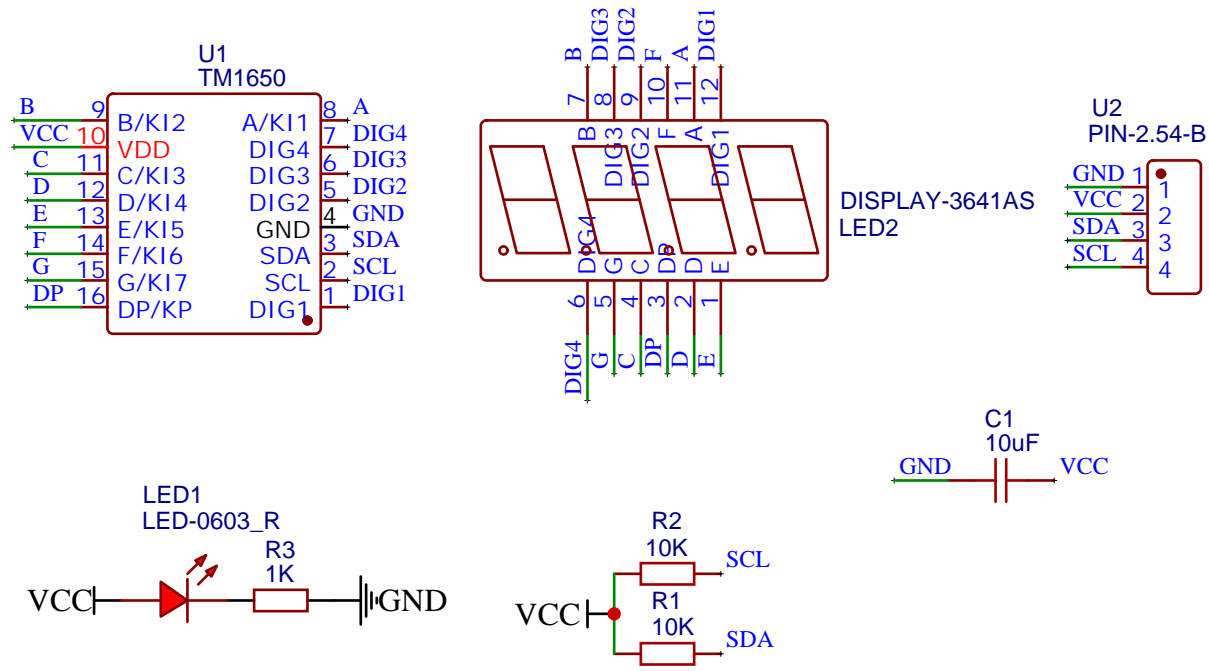 U1
TM1650
B 9 B/KI2 A/KI1 8 A
VCC 10 VDD DIG4 7 DIG4
C 11 C/KI3 DIG3 6 DIG3
D 12 D/KI4 DIG2 5 DIG2
E 13 E/KI5 GND 4 GND
F 14 F/KI6 SDA 3 SDA
G 15 G/KI7 SCL 2 SCL
DP 16 DP/KP DIG1 1 DIG1
B DIG3 DIG2 F A DIG1
7 8 9 10 11 12
B DIG3 DIG2 F A DIG1
DISPLAY-3641AS
LED2
DIG4 G C DP D E
6 5 4 3 2 1
DIG4 G C DP D E
U2
PIN-2.54-B
GND 1 1
VCC 2 2
SDA 3 3
SCL 4 4
C1
10uF
GND VCC
LED1
LED-0603_R
R3
1K
VCC GND
R2
10K
SCL
VCC
R1
10K
SDA